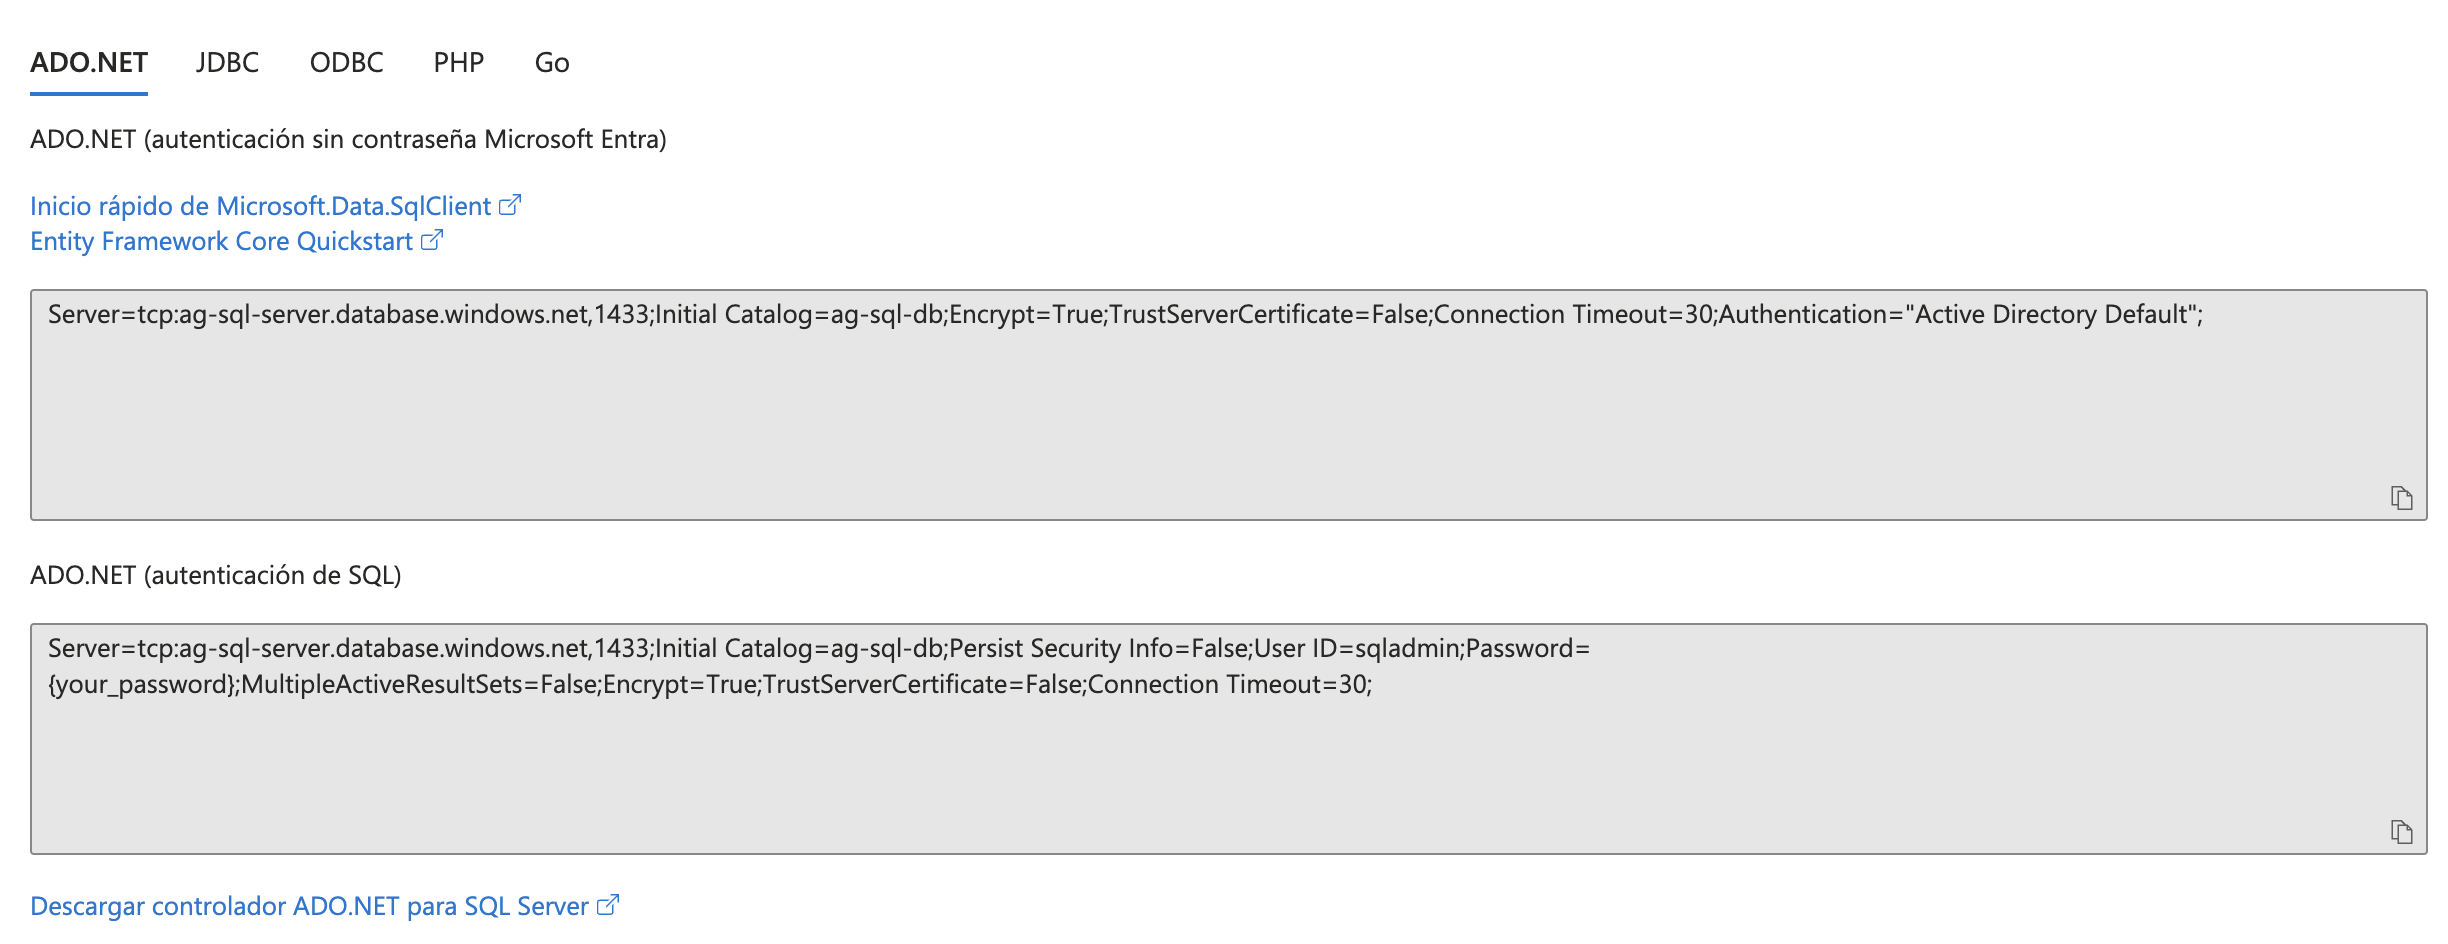 ADO.NET JDBC ODBC PHP Go
ADO.NET (autenticación sin contraseña Microsoft Entra)
Inicio rápido de Microsoft.Data.SqlClient
Entity Framework Core Quickstart
Server=tcp:ag-sql-server.database.windows.net,1433;Initial Catalog=ag-sql-db;Encrypt=True;TrustServerCertificate=False;Connection Timeout=30;Authentication="Active Directory Default";
ADO.NET (autenticación de SQL)
Server=tcp:ag-sql-server.database.windows.net,1433;Initial Catalog=ag-sql-db;Persist Security Info=False;User ID=sqladmin;Password=
{your_password};MultipleActiveResultSets=False;Encrypt=True;TrustServerCertificate=False;Connection Timeout=30;
Descargar controlador ADO.NET para SQL Server